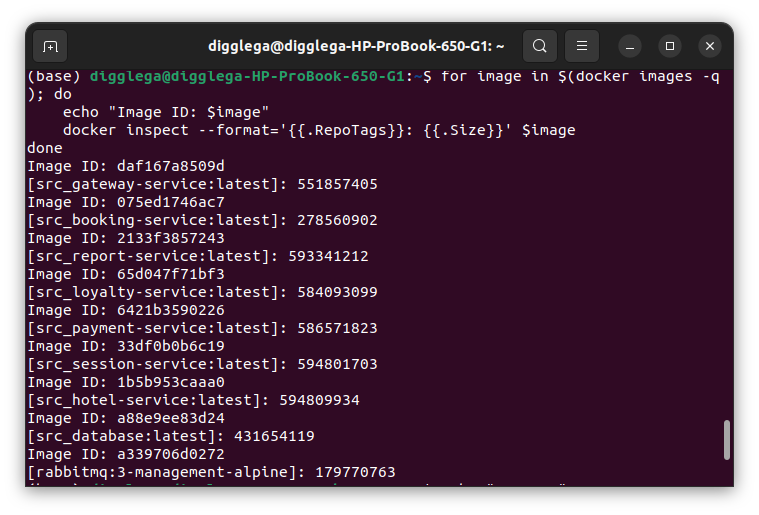 digglega@digglega-HP-ProBook-650-G1: ~
(base) digglega@digglega-HP-ProBook-650-G1:~$ for image in $(docker images -q
); do
    echo "Image ID: $image"
    docker inspect --format='{{.RepoTags}}: {{.Size}}' $image
done
Image ID: daf167a8509d
[src_gateway-service:latest]: 551857405
Image ID: 075ed1746ac7
[src_booking-service:latest]: 278560902
Image ID: 2133f3857243
[src_report-service:latest]: 593341212
Image ID: 65d047f71bf3
[src_loyalty-service:latest]: 584093099
Image ID: 6421b3590226
[src_payment-service:latest]: 586571823
Image ID: 33df0b0b6c19
[src_session-service:latest]: 594801703
Image ID: 1b5b953caaa0
[src_hotel-service:latest]: 594809934
Image ID: a88e9ee83d24
[src_database:latest]: 431654119
Image ID: a339706d0272
[rabbitmq:3-management-alpine]: 179770763